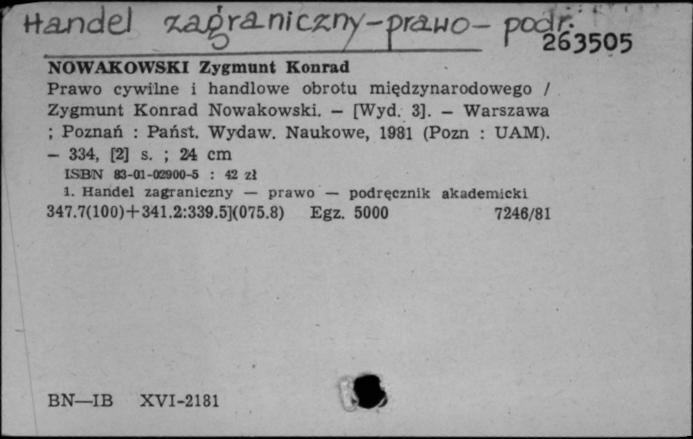 Handel zagraniczny-prawo- podr.
263505
NOWAKOWSKI Zygmunt Konrad
Prawo cywilne i handlowe obrotu międzynarodowego /
Zygmunt Konrad Nowakowski. — [Wyd. 3]. — Warszawa
; Poznań : Państ. Wydaw. Naukowe, 1981 (Pozn : UAM).
— 334, [2] s. ; 24 cm
ISBN 83-01-02900-5 : 42 zł
1. Handel zagraniczny — prawo — podręcznik akademicki
347.7(100)+341.2:339.5](075.8) Egz. 5000 7246/81
BN—IB XVI-2181